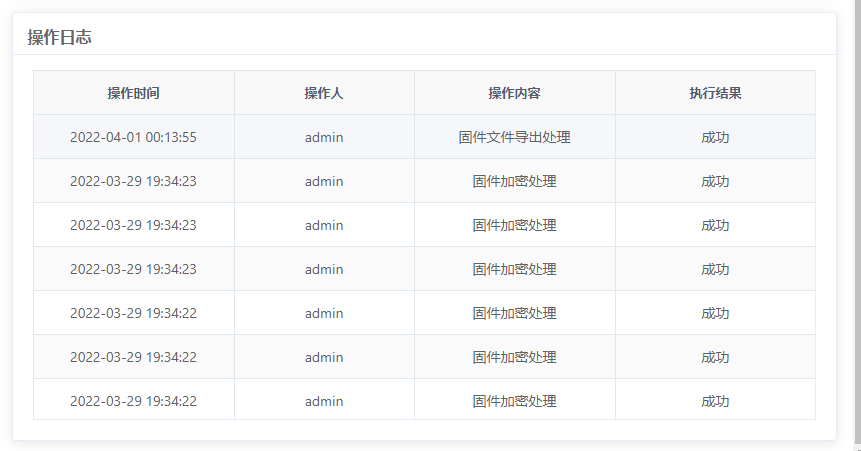 操作日志
操作时间 操作人 操作内容 执行结果
2022-04-01 00:13:55 admin 固件文件导出处理 成功
2022-03-29 19:34:23 admin 固件加密处理 成功
2022-03-29 19:34:23 admin 固件加密处理 成功
2022-03-29 19:34:23 admin 固件加密处理 成功
2022-03-29 19:34:22 admin 固件加密处理 成功
2022-03-29 19:34:22 admin 固件加密处理 成功
2022-03-29 19:34:22 admin 固件加密处理 成功